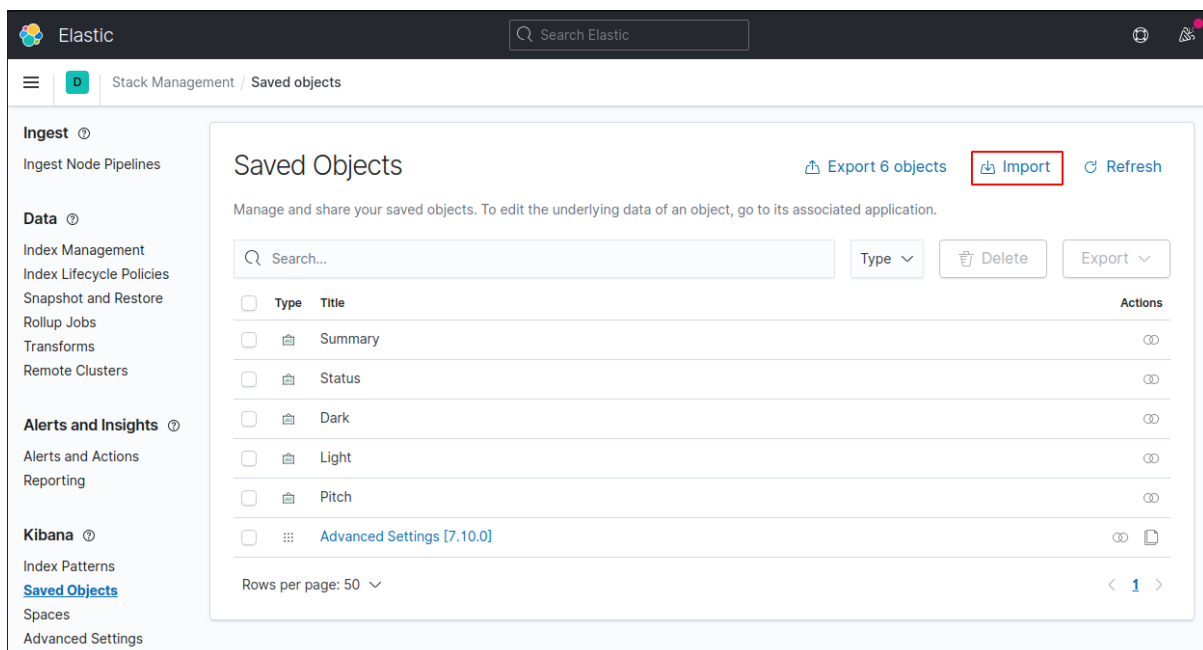 Elastic
Search Elastic
D
Stack Management / Saved objects
Ingest
Ingest Node Pipelines
Data
Index Management
Index Lifecycle Policies
Snapshot and Restore
Rollup Jobs
Transforms
Remote Clusters
Alerts and Insights
Alerts and Actions
Reporting
Kibana
Index Patterns
Saved Objects
Spaces
Advanced Settings
Saved Objects
Export 6 objects Import Refresh
Manage and share your saved objects. To edit the underlying data of an object, go to its associated application.
Search... Type Delete Export
Type Title Actions
Summary
Status
Dark
Light
Pitch
Advanced Settings [7.10.0]
Rows per page: 50 < 1 >